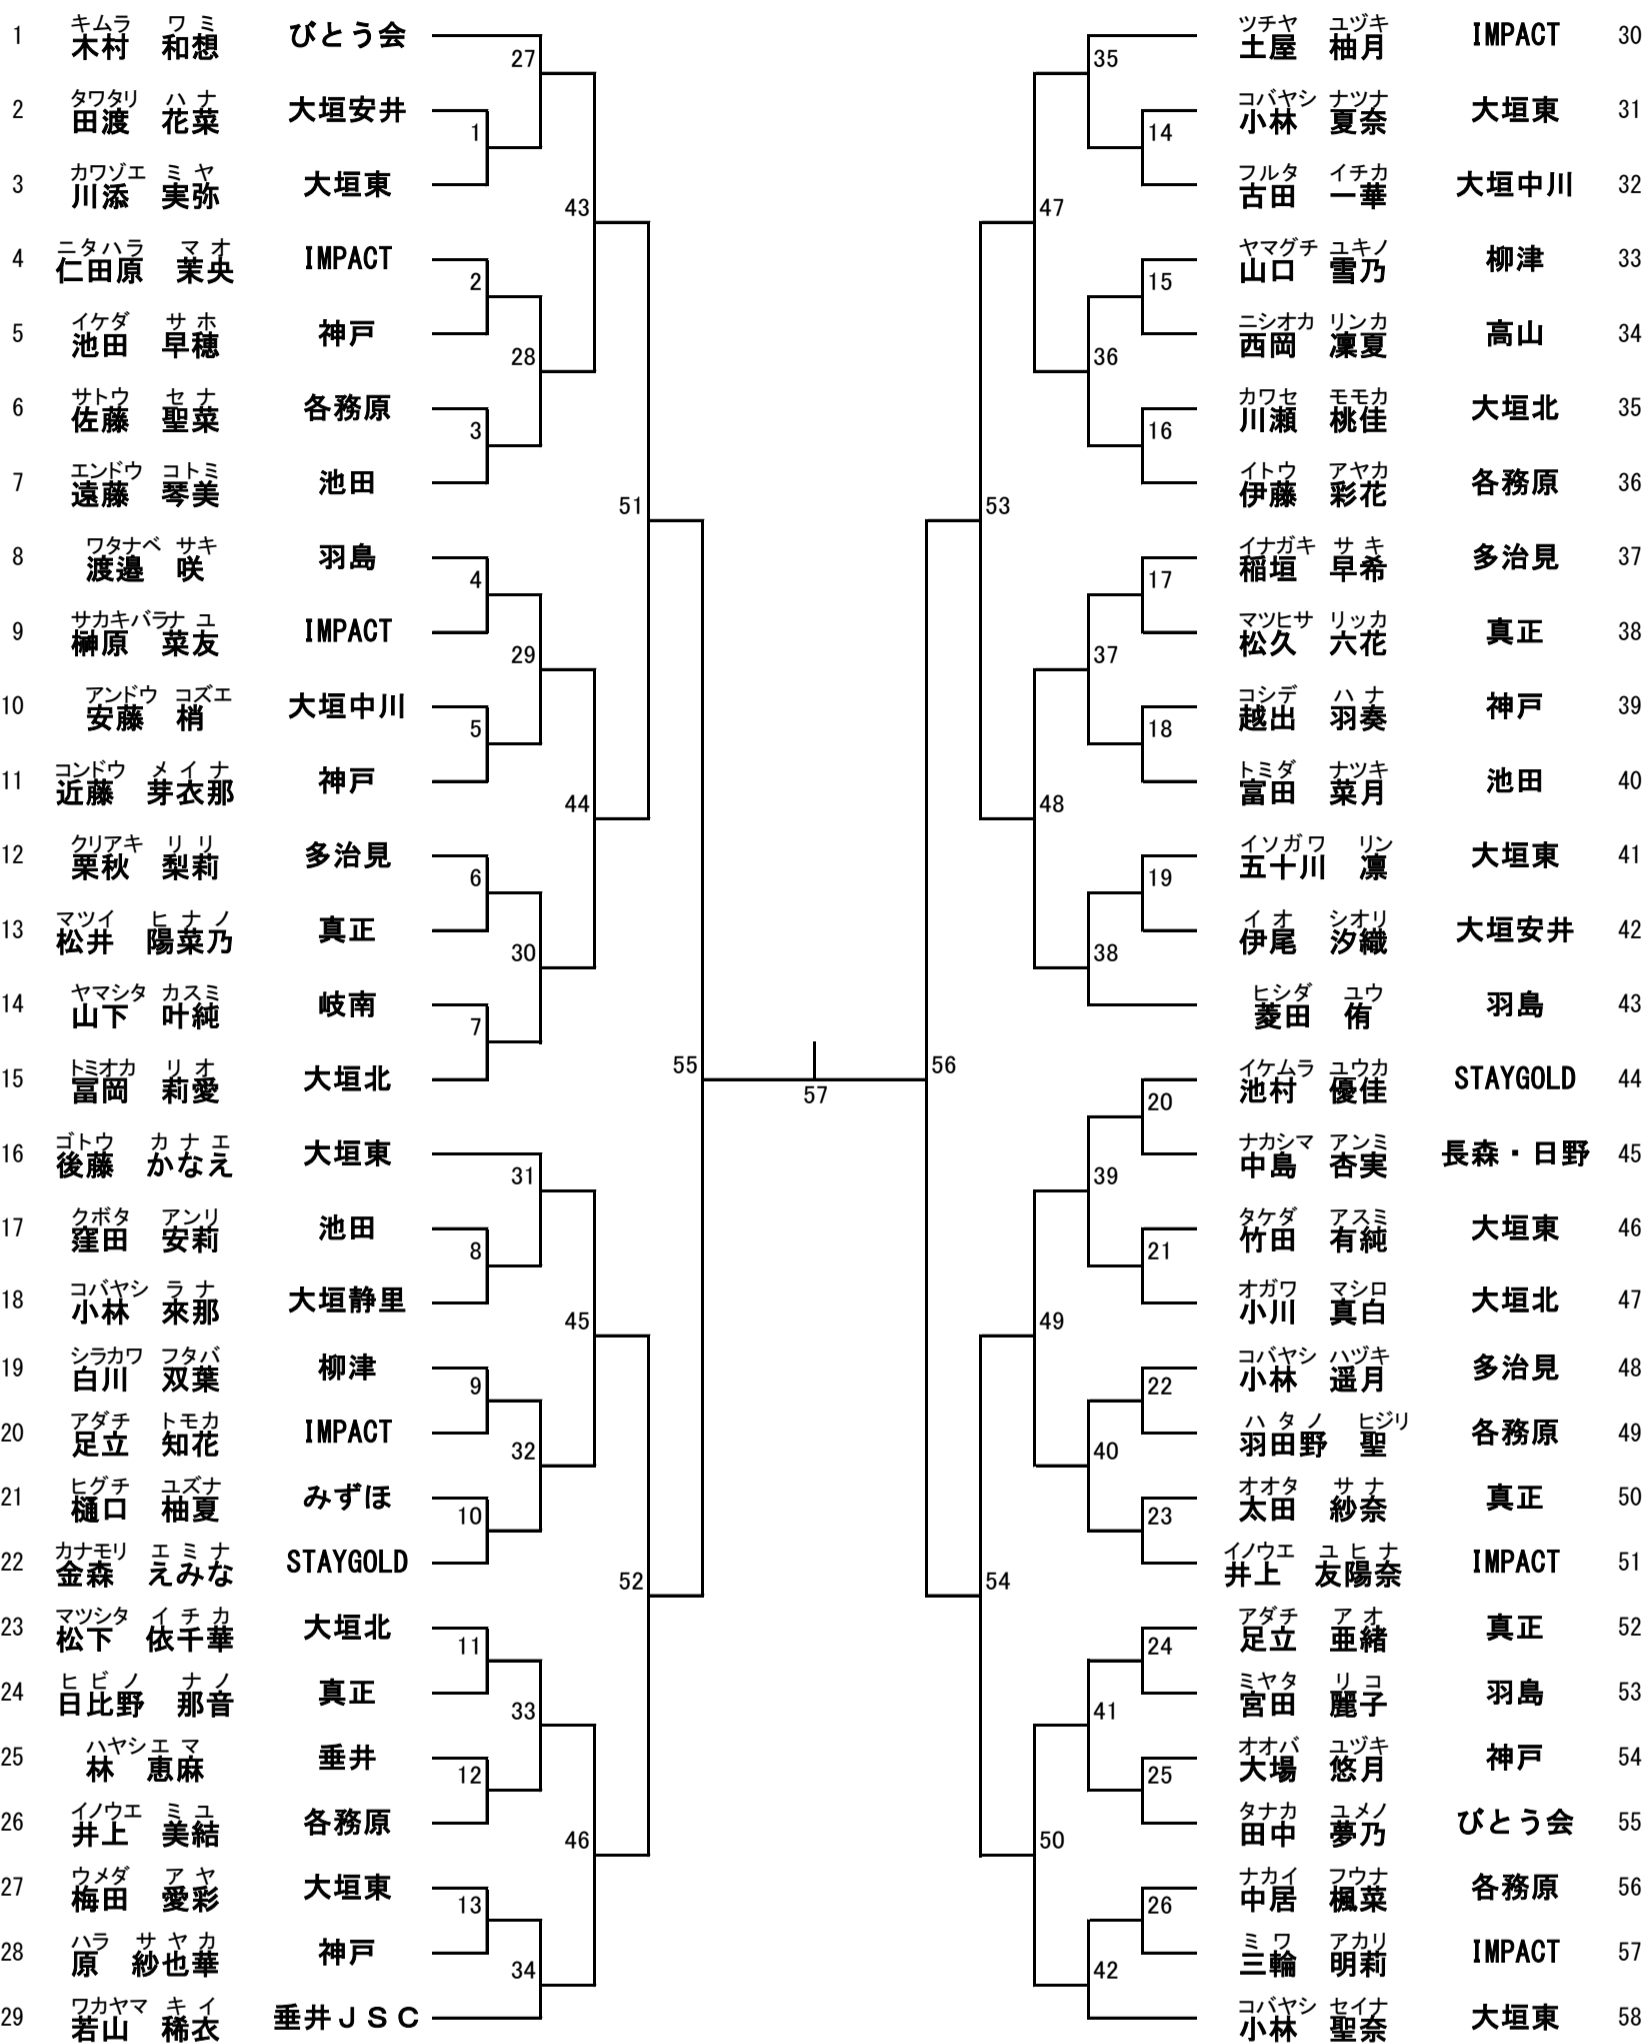 1 キムラ ワミ 木村 和想 びとう会
2 タワタリ ハナ 田渡 花菜 大垣安井
3 カワゾエ ミヤ 川添 実弥 大垣東
4 ニタハラ マオ 仁田原 茉央 IMPACT
5 イケダ サホ 池田 早穂 神戸
6 サトウ セナ 佐藤 聖菜 各務原
7 エンドウ コトミ 遠藤 琴美 池田
8 ワタナベ サキ 渡邉 咲 羽島
9 サカキバラ ナユ 榊原 菜友 IMPACT
10 アンドウ コズエ 安藤 梢 大垣中川
11 コンドウ メイナ 近藤 芽衣那 神戸
12 クリアキ リリ 栗秋 梨莉 多治見
13 マツイ ヒナノ 松井 陽菜乃 真正
14 ヤマシタ カスミ 山下 叶純 岐南
15 トミオカ リオ 冨岡 莉愛 大垣北
16 ゴトウ カナエ 後藤 かなえ 大垣東
17 クボタ アンリ 窪田 安莉 池田
18 コバヤシ ラナ 小林 來那 大垣静里
19 シラカワ フタバ 白川 双葉 柳津
20 アダチ トモカ 足立 知花 IMPACT
21 ヒグチ ユズナ 樋口 柚夏 みずほ
22 カナモリ エミナ 金森 えみな STAYGOLD
23 マツシタ イチカ 松下 依千華 大垣北
24 ヒビノ ナノ 日比野 那音 真正
25 ハヤシ エマ 林 恵麻 垂井
26 イノウエ ミユ 井上 美結 各務原
27 ウメダ アヤ 梅田 愛彩 大垣東
28 ハラ サヤカ 原 紗也華 神戸
29 ワカヤマ キイ 若山 稀衣 垂井ＪＳＣ
27
1
43
2
28
3
51
4
29
5
44
6
30
7
55
31
8
45
9
32
10
52
11
33
12
46
13
34
57
35
14
47
15
36
16
53
17
37
18
48
19
38
56
20
39
21
49
22
40
23
54
24
41
25
50
26
42
ツチヤ ユヅキ 土屋 柚月 IMPACT 30
コバヤシ ナツナ 小林 夏奈 大垣東 31
フルタ イチカ 古田 一華 大垣中川 32
ヤマグチ ユキノ 山口 雪乃 柳津 33
ニシオカ リンカ 西岡 凜夏 高山 34
カワセ モモカ 川瀬 桃佳 大垣北 35
イトウ アヤカ 伊藤 彩花 各務原 36
イナガキ サキ 稲垣 早希 多治見 37
マツヒサ リッカ 松久 六花 真正 38
コシデ ハナ 越出 羽奏 神戸 39
トミダ ナツキ 富田 菜月 池田 40
イソガワ リン 五十川 凛 大垣東 41
イオ シオリ 伊尾 汐織 大垣安井 42
ヒシダ ユウ 菱田 侑 羽島 43
イケムラ ユウカ 池村 優佳 STAYGOLD 44
ナカシマ アンミ 中島 杏実 長森・日野 45
タケダ アスミ 竹田 有純 大垣東 46
オガワ マシロ 小川 真白 大垣北 47
コバヤシ ハヅキ 小林 遥月 多治見 48
ハタノ ヒジリ 羽田野 聖 各務原 49
オオタ サナ 太田 紗奈 真正 50
イノウエ ユヒナ 井上 友陽奈 IMPACT 51
アダチ アオ 足立 亜緒 真正 52
ミヤタ リコ 宮田 麗子 羽島 53
オオバ ユヅキ 大場 悠月 神戸 54
タナカ ユメノ 田中 夢乃 びとう会 55
ナカイ フウナ 中居 楓菜 各務原 56
ミワ アカリ 三輪 明莉 IMPACT 57
コバヤシ セイナ 小林 聖奈 大垣東 58